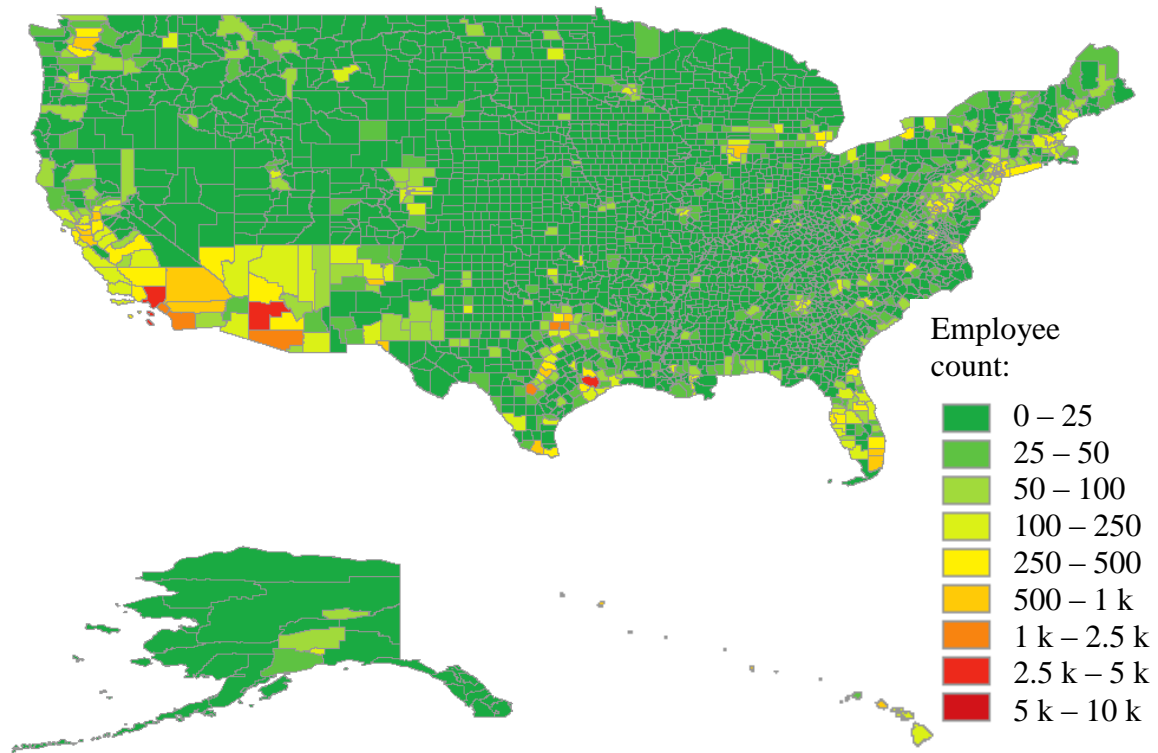 Employee
count:
0 – 25
25 – 50
50 – 100
100 – 250
250 – 500
500 – 1 k
1 k – 2.5 k
2.5 k – 5 k
5 k – 10 k